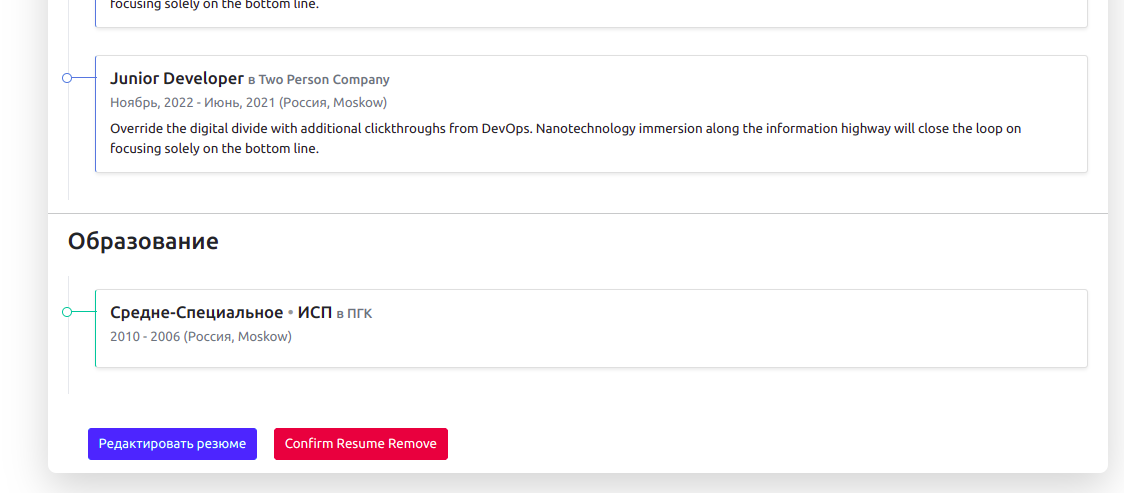 focusing solely on the bottom line.
Junior Developer в Two Person Company
Ноябрь, 2022 - Июнь, 2021 (Россия, Moskow)
Override the digital divide with additional clickthroughs from DevOps. Nanotechnology immersion along the information highway will close the loop on
focusing solely on the bottom line.
Образование
Средне-Специальное • ИСП в ПГК
2010 - 2006 (Россия, Moskow)
Редактировать резюме Confirm Resume Remove